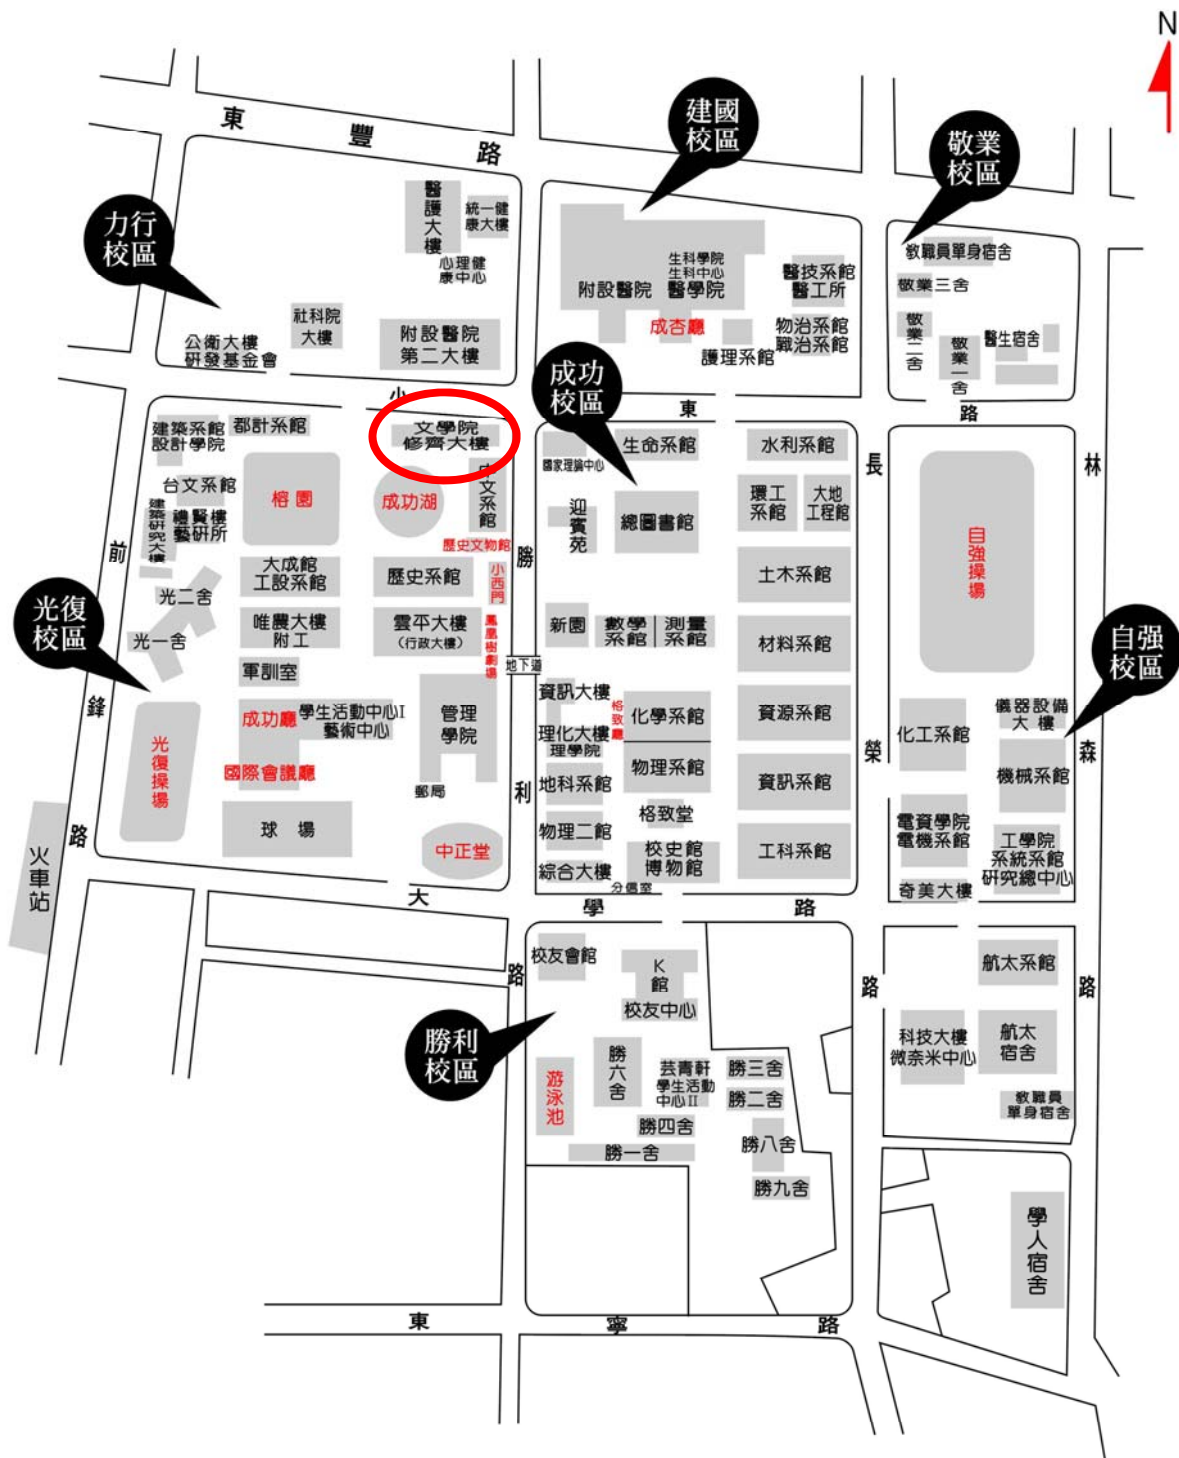 N
東豐路
建國
校區
敬業
校區
力行
校區
醫護大樓
統一健
康大樓
心理健
康中心
社科院
大樓
附設醫院
第二大樓
公衛大樓
研發基金會
生科學院
生科中心
附設醫院
醫學院
成杏廳
護理系館
醫技系館
醫工所
物治系館
職治系館
教職員單身宿舍
敬業三舍
敬業二舍
敬業一舍
醫生宿舍
成功
校區
小東路
建築系館
設計學院
都計系館
文學院
修齊大樓
中文系館
台文系館
榕園
成功湖
建築研究大樓
禮賢樓
藝研所
歷史文物館
小西門
大成館
工設系館
歷史系館
光二舍
光一舍
唯農大樓
附工
雲平大樓
(行政大樓)
鳳凰樹劇場
地下道
軍訓室
成功廳
學生活動中心I
藝術中心
管理
學院
國際會議廳
郵局
光復操場
球場
中正堂
光復
校區
前鋒路
火車站
勝利路
國家理論中心
生命系館
水利系館
迎賓苑
總圖書館
環工
系館
大地
工程館
土木系館
新園
數學
系館
測量
系館
材料系館
資訊大樓
格致廳
化學系館
資源系館
理化大樓
理學院
物理系館
地科系館
資訊系館
格致堂
物理二館
校史館
博物館
工科系館
綜合大樓
分信室
長榮路
林森路
自強操場
自强
校區
化工系館
儀器設備
大樓
機械系館
電資學院
電機系館
工學院
系統系館
研究總中心
奇美大樓
大學路
校友會館
K
館
校友中心
勝利
校區
游泳池
勝六舍
芸青軒
學生活動
中心II
勝三舍
勝二舍
勝四舍
勝一舍
勝八舍
勝九舍
航太系館
科技大樓
微奈米中心
航太
宿舍
教職員
單身宿舍
學人宿舍
東寧路